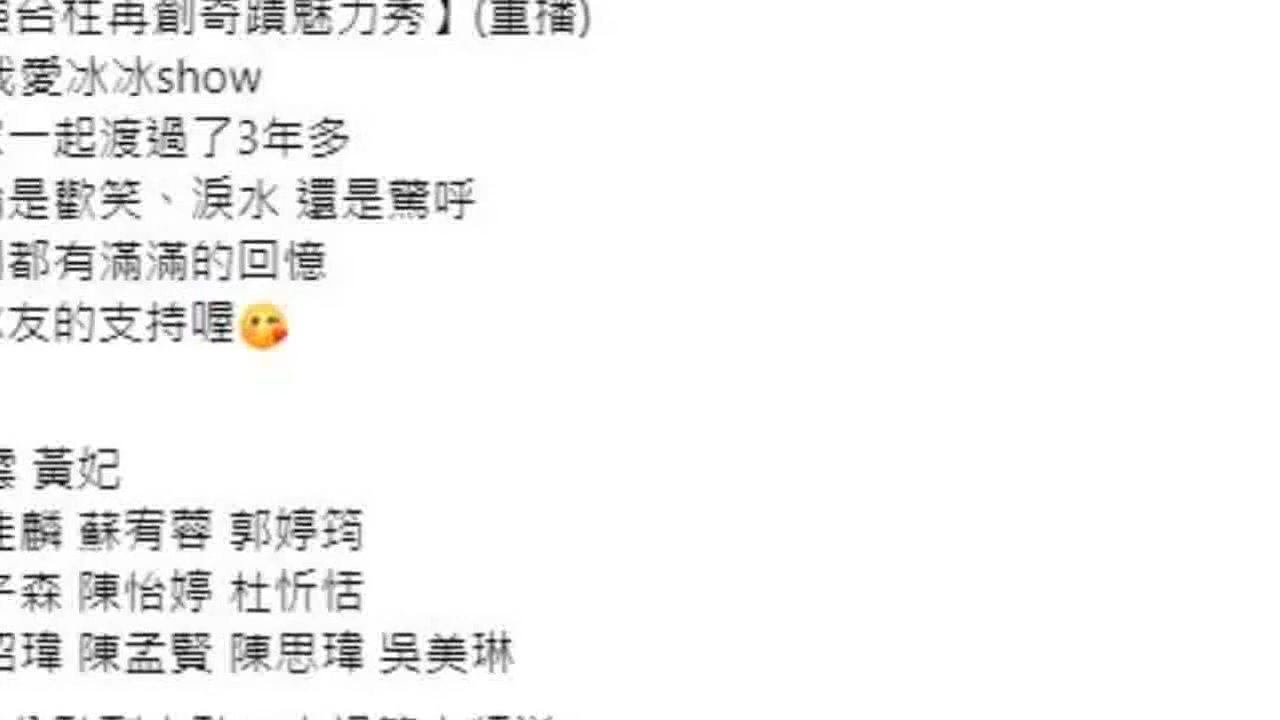 台柱再創奇蹟魅力秀】(重播)
我愛冰冰show
一起渡過了3年多
是歡笑、淚水 還是驚呼
都有滿滿的回憶
友的支持喔😋
黃妃
麟 蘇宥蓉 郭婷筠
森 陳怡婷 杜忻恬
瑋 陳孟賢 陳思瑋 吳美琳